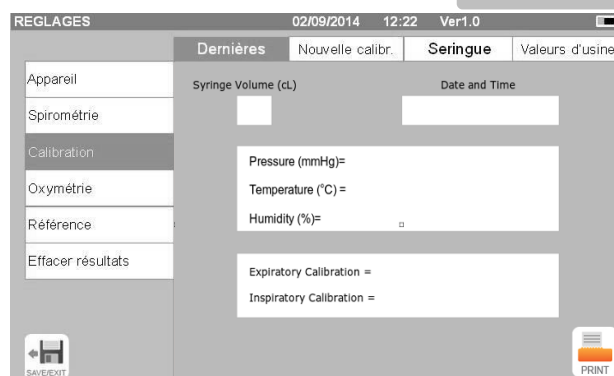 REGLAGES 02/09/2014 12:22 Ver1.0
Dernières Nouvelle calibr. Seringue Valeurs d'usine
Appareil
Syringe Volume (cL) Date and Time
Spirométrie
Calibration
Pressure (mmHg)=
Oxymétrie
Temperature (°C) =
Référence
Humidity (%)=
Effacer résultats
Expiratory Calibration =
Inspiratory Calibration =
SAVE/EXIT
PRINT